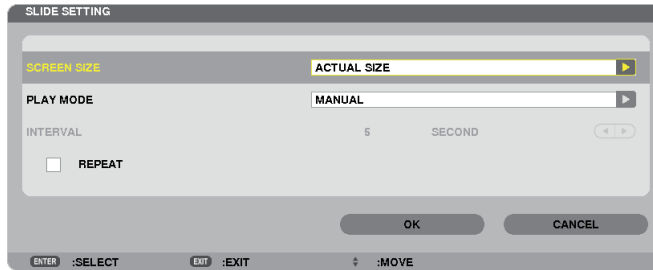 SLIDE SETTING
SCREEN SIZE ACTUAL SIZE
PLAY MODE MANUAL
INTERVAL 5 SECOND
REPEAT
OK CANCEL
ENTER :SELECT EXIT :EXIT :MOVE